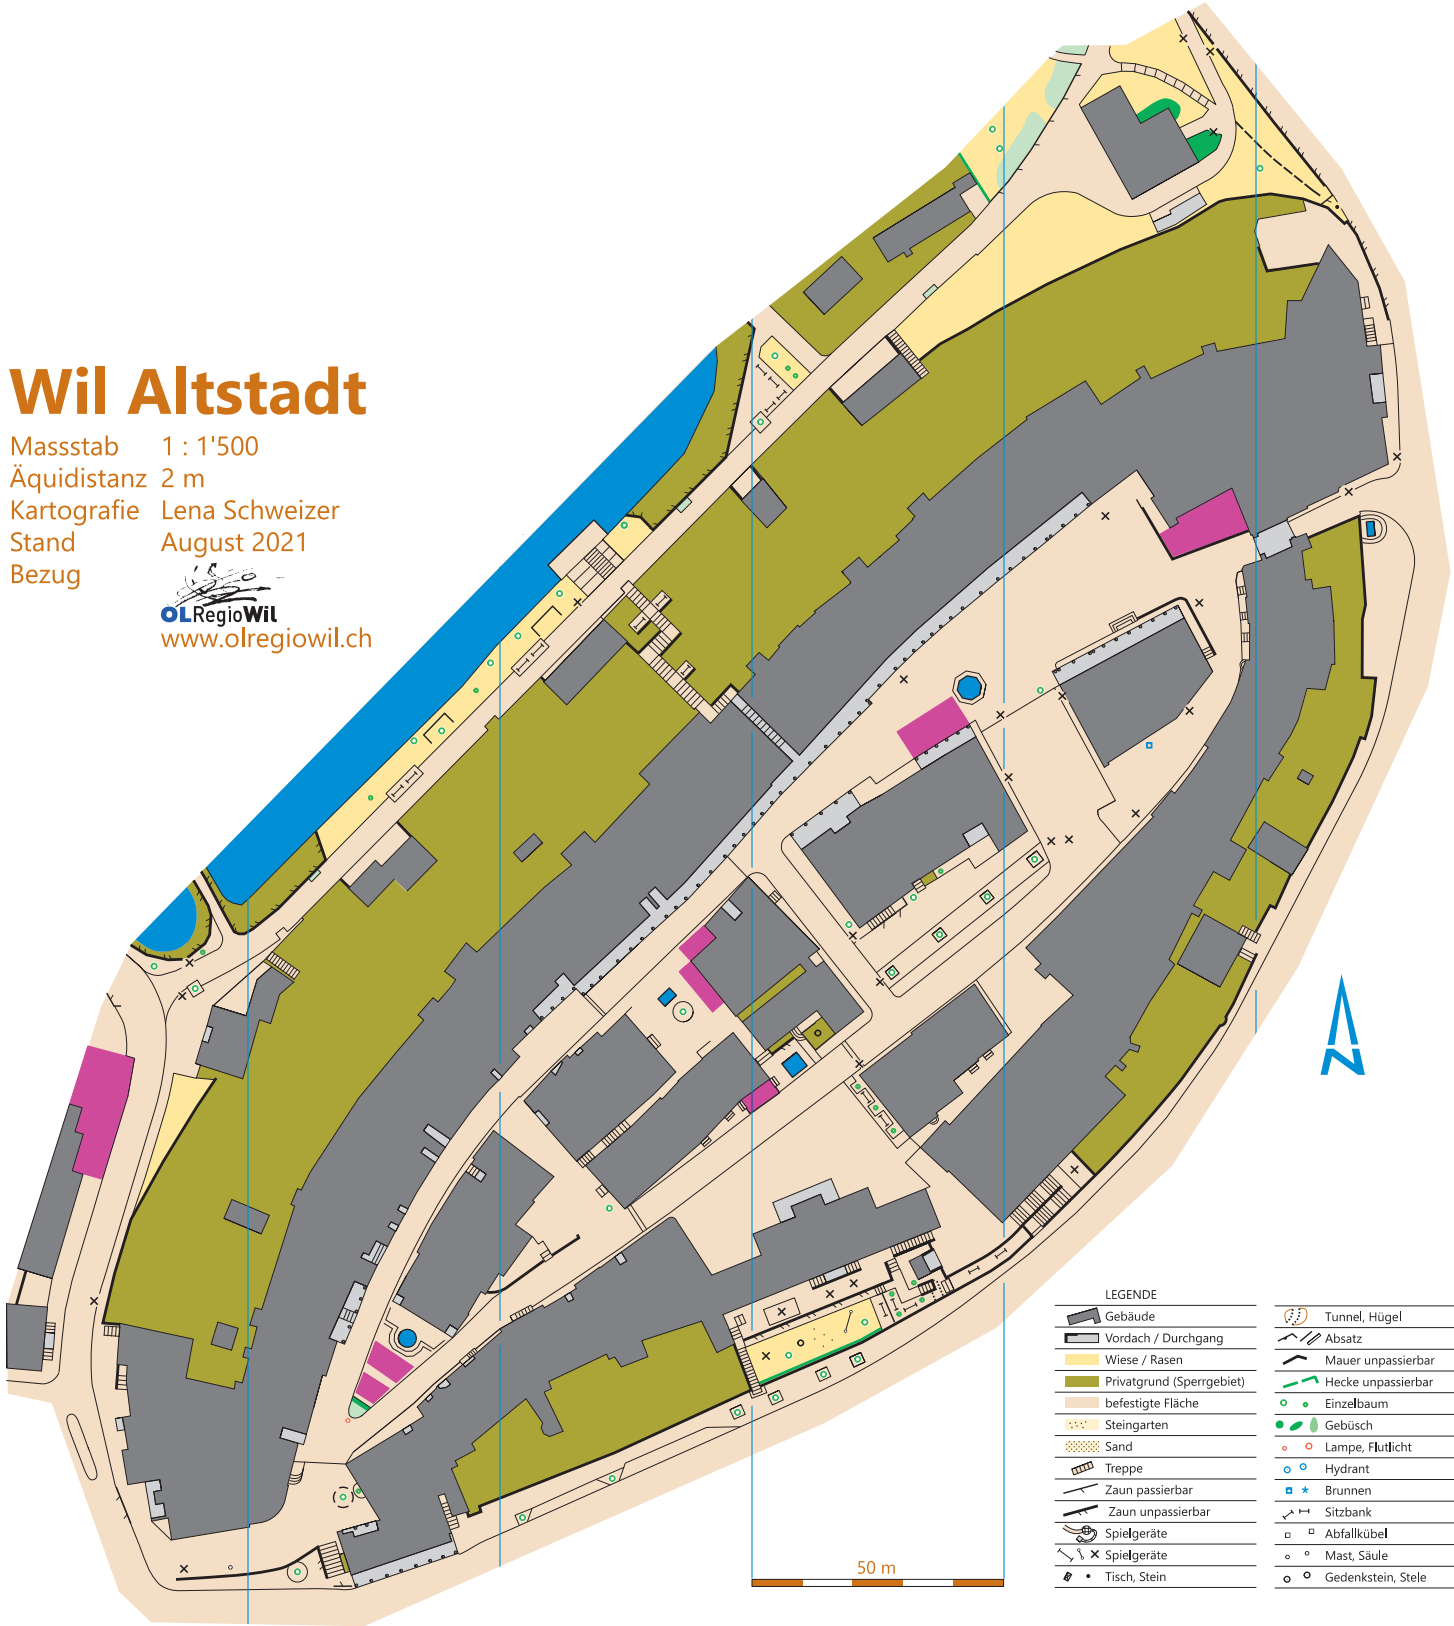 Wil Altstadt
Massstab 1 : 1'500
Äquidistanz 2 m
Kartografie Lena Schweizer
Stand August 2021
Bezug
OLRegioWil
www.olregiowil.ch
N
50 m
LEGENDE
Gebäude
Vordach / Durchgang
Wiese / Rasen
Privatgrund (Sperrgebiet)
befestigte Fläche
Steingarten
Sand
Treppe
Zaun passierbar
Zaun unpassierbar
Spielgeräte
Spielgeräte
Tisch, Stein
Tunnel, Hügel
Absatz
Mauer unpassierbar
Hecke unpassierbar
Einzelbaum
Gebüsch
Lampe, Flutlicht
Hydrant
Brunnen
Sitzbank
Abfallkübel
Mast, Säule
Gedenkstein, Stele